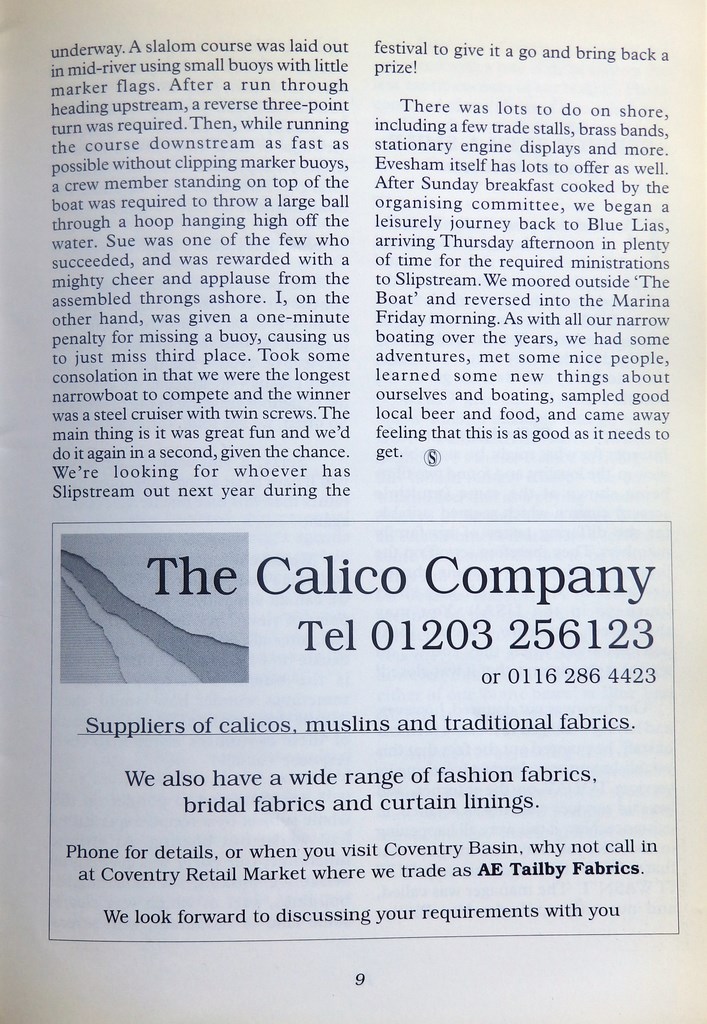 underway. A slalom course was laid out
in mid-river using small buoys with little
marker flags. After a run through
heading upstream, a reverse three-point
turn was required. Then, while running
the course downstream as fast as
possible without clipping marker buoys,
a crew member standing on top of the
boat was required to throw a large ball
through a hoop hanging high off the
water. Sue was one of the few who
succeeded, and was rewarded with a
mighty cheer and applause from the
assembled throngs ashore. I, on the
other hand, was given a one-minute
penalty for missing a buoy, causing us
to just miss third place. Took some
consolation in that we were the longest
narrowboat to compete and the winner
was a steel cruiser with twin screws. The
main thing is it was great fun and we'd
do it again in a second, given the chance.
We're looking for whoever has
Slipstream out next year during the
festival to give it a go and bring back a
prize!
There was lots to do on shore,
including a few trade stalls, brass bands,
stationary engine displays and more.
Evesham itself has lots to offer as well.
After Sunday breakfast cooked by the
organising committee, we began a
leisurely journey back to Blue Lias,
arriving Thursday afternoon in plenty
of time for the required ministrations
to Slipstream. We moored outside 'The
Boat' and reversed into the Marina
Friday morning. As with all our narrow
boating over the years, we had some
adventures, met some nice people,
learned some new things about
ourselves and boating, sampled good
local beer and food, and came away
feeling that this is as good as it needs to
get. S
The Calico Company
Tel 01203 256123
or 0116 286 4423
Suppliers of calicos, muslins and traditional fabrics.
We also have a wide range of fashion fabrics,
bridal fabrics and curtain linings.
Phone for details, or when you visit Coventry Basin, why not call in
at Coventry Retail Market where we trade as AE Tailby Fabrics.
We look forward to discussing your requirements with you
9